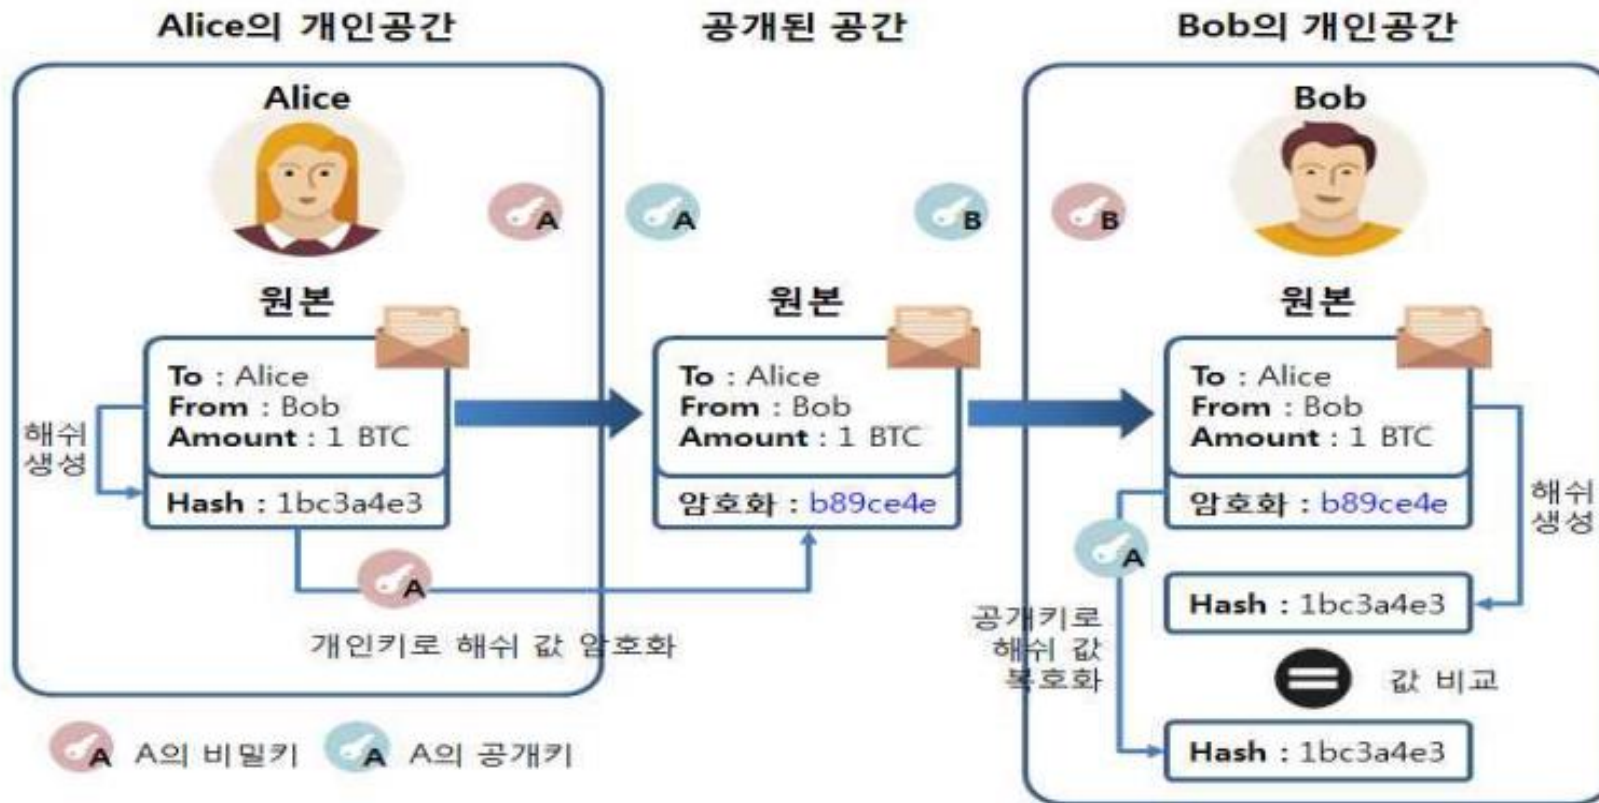 Alice의 개인공간
공개된 공간
Bob의 개인공간
Alice
Bob
A
A
B
B
원본
원본
원본
To : Alice
From : Bob
Amount : 1 BTC
To : Alice
From : Bob
Amount : 1 BTC
To : Alice
From : Bob
Amount : 1 BTC
해쉬
생성
Hash : 1bc3a4e3
암호화 : b89ce4e
암호화 : b89ce4e
해쉬
생성
A
개인키로 해쉬 값 암호화
A
공개키로
해쉬 값
복호화
Hash : 1bc3a4e3
값 비교
Hash : 1bc3a4e3
A
A의 비밀키
A
A의 공개키